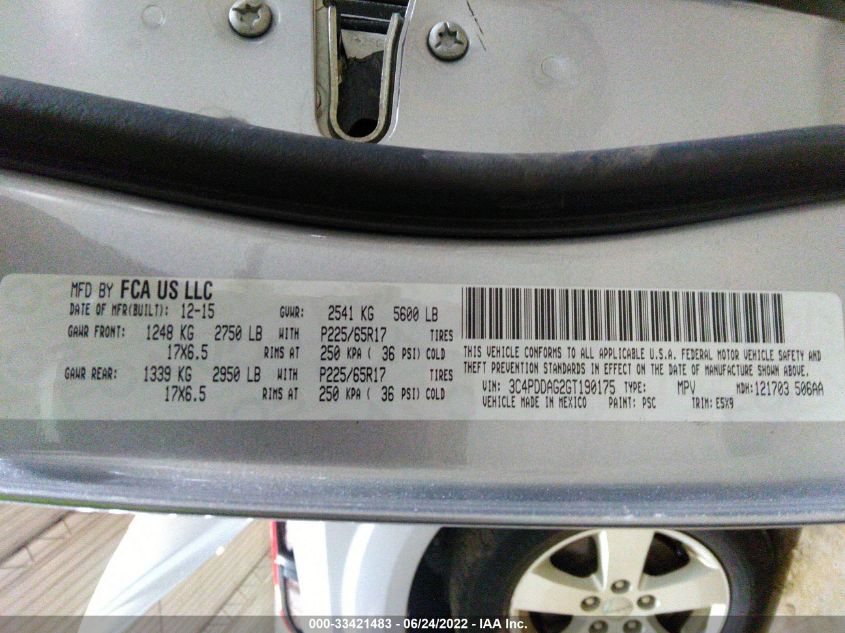 MFD BY FCA US LLC
DATE OF MFR(BUILT): 12-15 GVWR: 2541 KG 5600 LB
GAWR FRONT: 1248 KG 2750 LB WITH P225/65R17 TIRES
17X6.5 RIMS AT 250 KPA ( 36 PSI) COLD
GAWR REAR: 1339 KG 2950 LB WITH P225/65R17 TIRES
17X6.5 RIMS AT 250 KPA ( 36 PSI) COLD
THIS VEHICLE CONFORMS TO ALL APPLICABLE U.S.A. FEDERAL MOTOR VEHICLE SAFETY AND
THEFT PREVENTION STANDARDS IN EFFECT ON THE DATE OF MANUFACTURE SHOWN ABOVE.
VIN: 3C4PDDAG2GT190175 TYPE: MPV MDH:121703 506AA
VEHICLE MADE IN MEXICO PAINT: PSC TRIM: E5X9
000-33421483 - 06/24/2022 - IAA Inc.